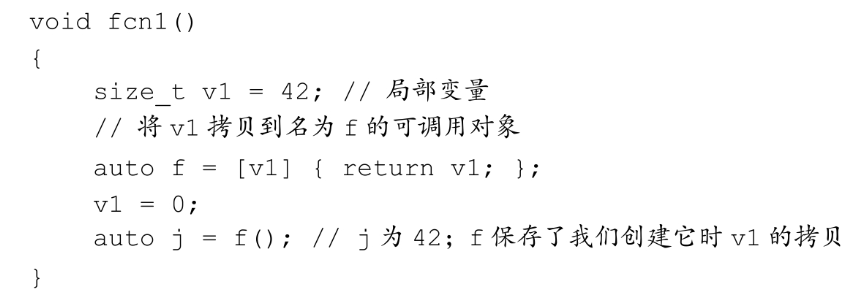 void fcn1()
{
size_t v1 = 42; // 局部变量
// 将 v1 拷贝到名为 f 的可调用对象
auto f = [v1] { return v1; };
v1 = 0;
auto j = f(); // j 为 42；f 保存了我们创建它时 v1 的拷贝
}